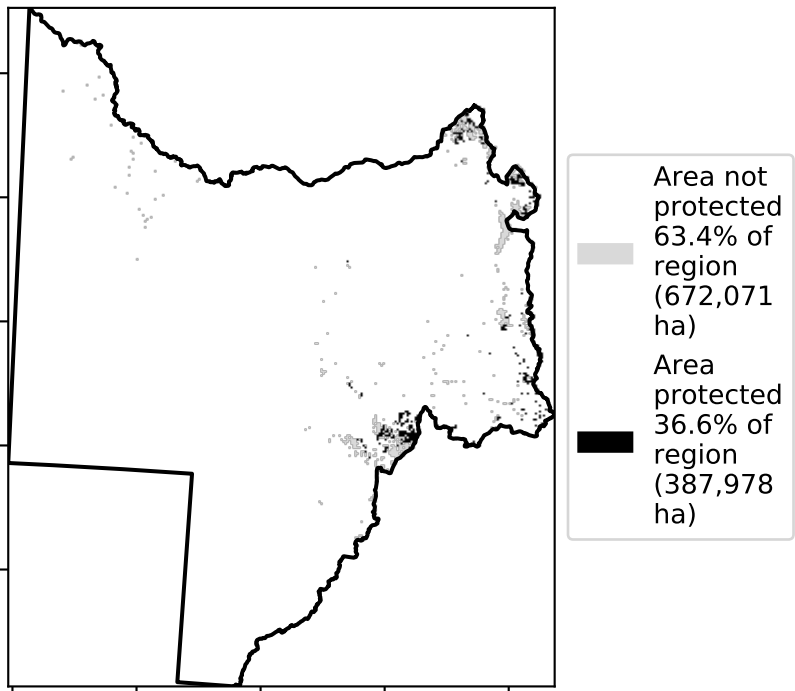 Area not
protected
63.4% of
region
(672,071
ha)
Area
protected
36.6% of
region
(387,978
ha)